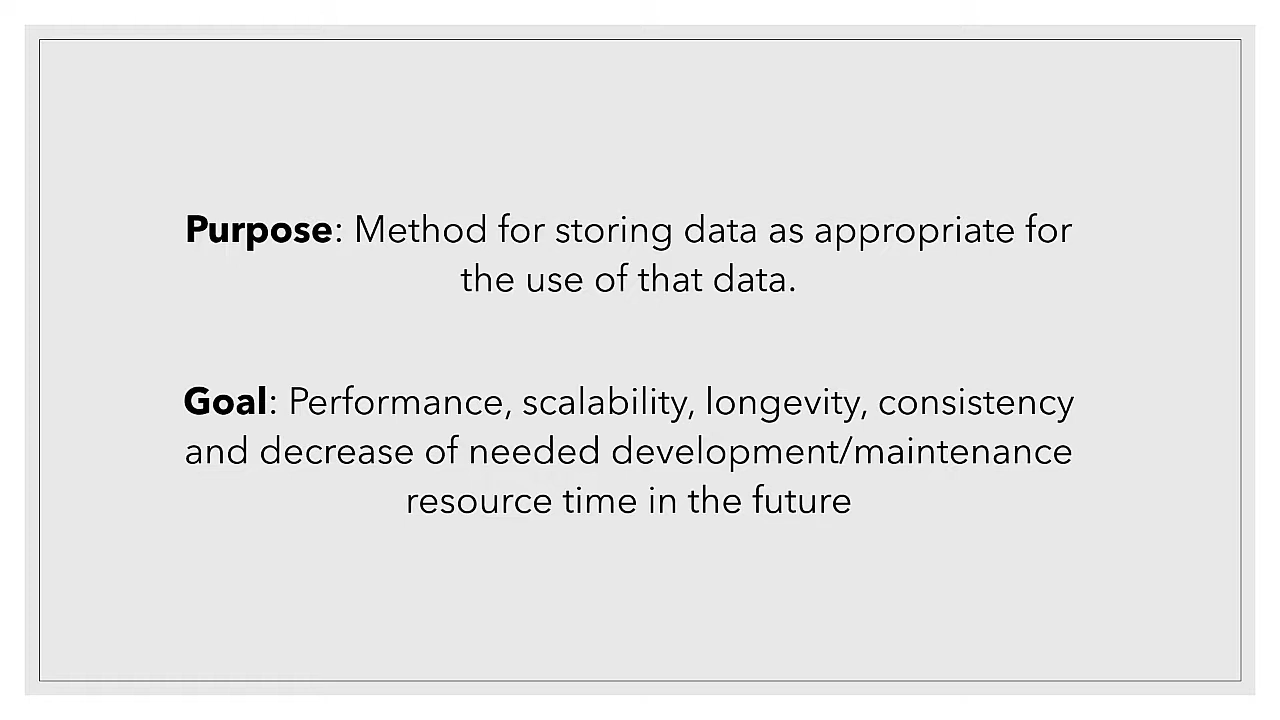 Purpose: Method for storing data as appropriate for
the use of that data.
Goal: Performance, scalability, longevity, consistency
and decrease of needed development/maintenance
resource time in the future